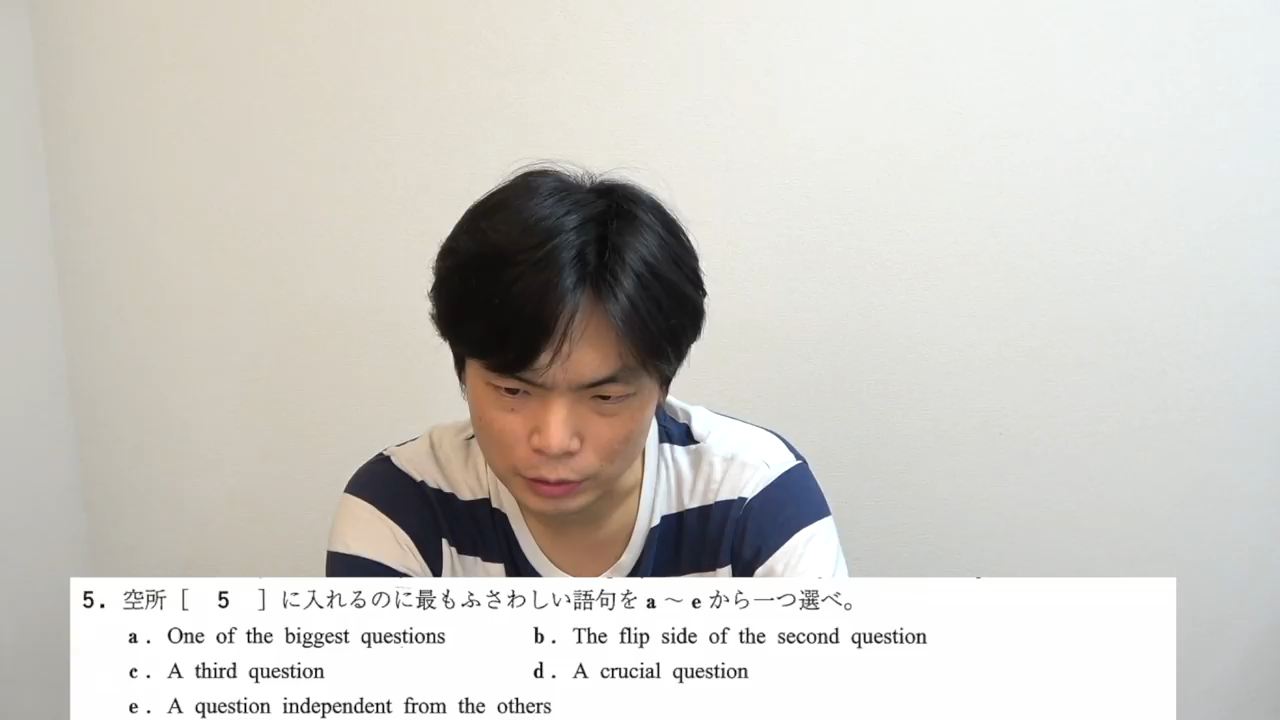 5. 空所［ 5 ］に入れるのに最もふさわしい語句を a ～ e から一つ選べ。
a. One of the biggest questions b. The flip side of the second question
c. A third question d. A crucial question
e. A question independent from the others